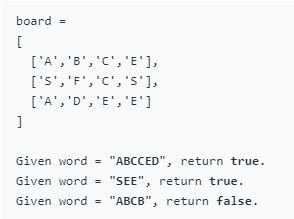 board =
[
  ['A','B','C','E'],
  ['S','F','C','S'],
  ['A','D','E','E']
]

Given word = "ABCCED", return true.
Given word = "SEE", return true.
Given word = "ABCB", return false.